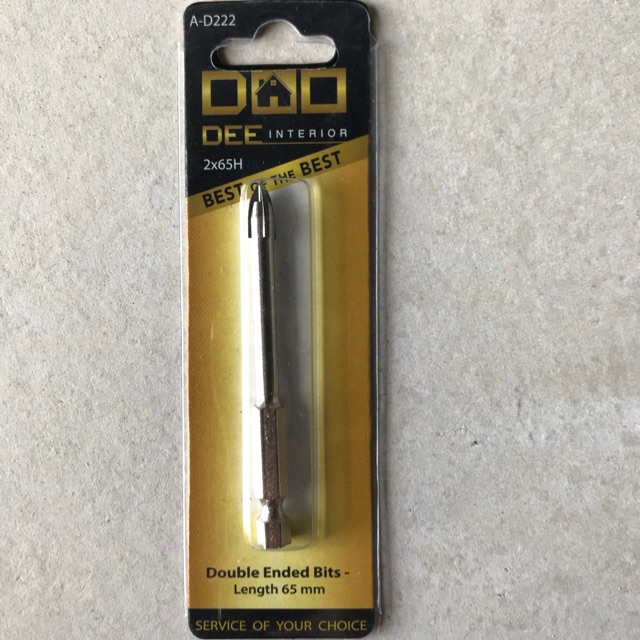 A-D222
DEE INTERIOR
2x65H
BEST OF THE BEST
Double Ended Bits -
Length 65 mm
SERVICE OF YOUR CHOICE